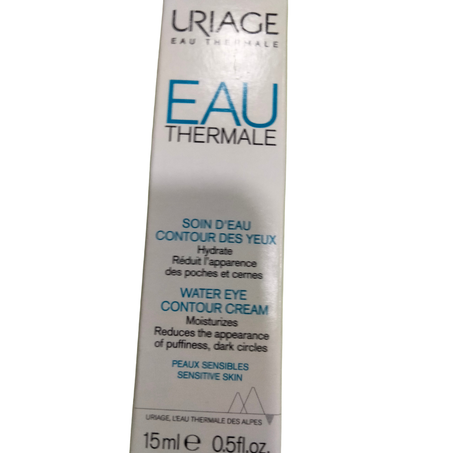 URIAGE
EAU THERMALE
EAU
THERMALE
SOIN D'EAU
CONTOUR DES YEUX
Hydrate
Réduit l'apparence
des poches et cernes
WATER EYE
CONTOUR CREAM
Moisturizes
Reduces the appearance
of puffiness, dark circles
PEAUX SENSIBLES
SENSITIVE SKIN
URIAGE, L'EAU THERMALE DES ALPES
15ml e 0.5fl.oz.